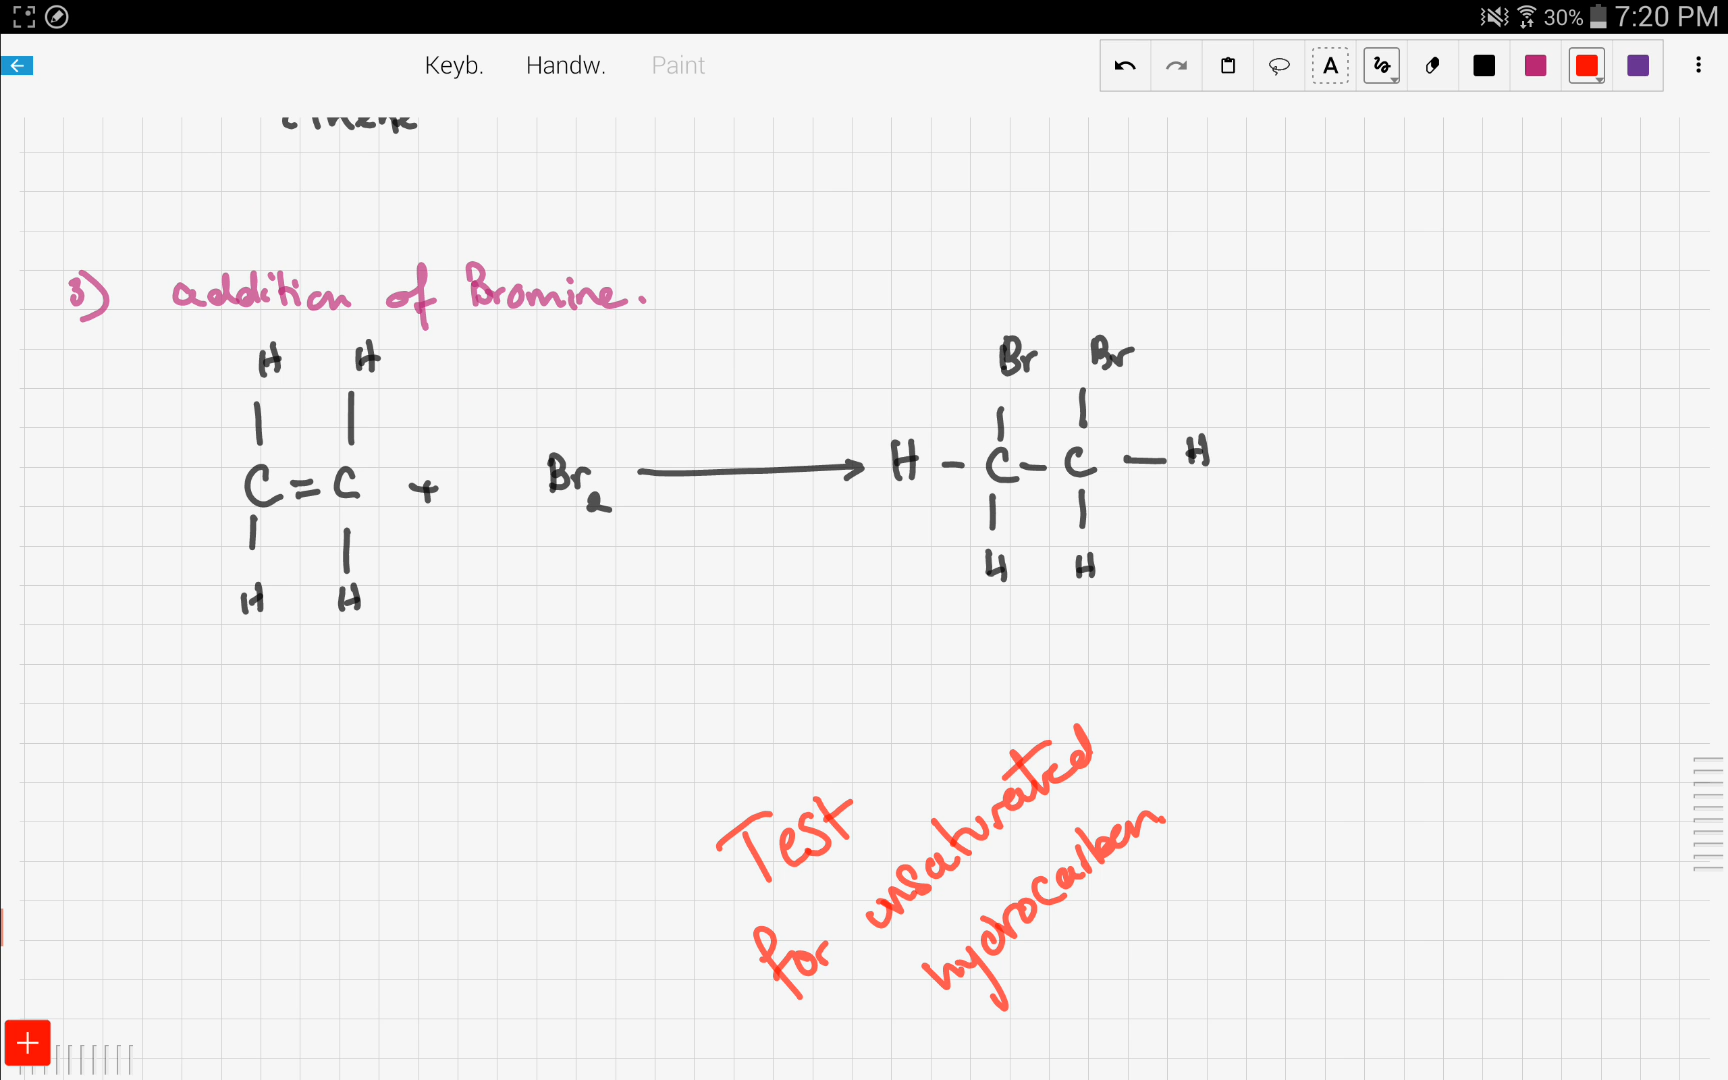 30% 7:20 PM
Keyb. Handw. Paint A
3) addition of Bromine.
H H Br Br
C=C + Br2 → H - C - C - H
H H H H
Test
for unsaturated
hydrocarbon